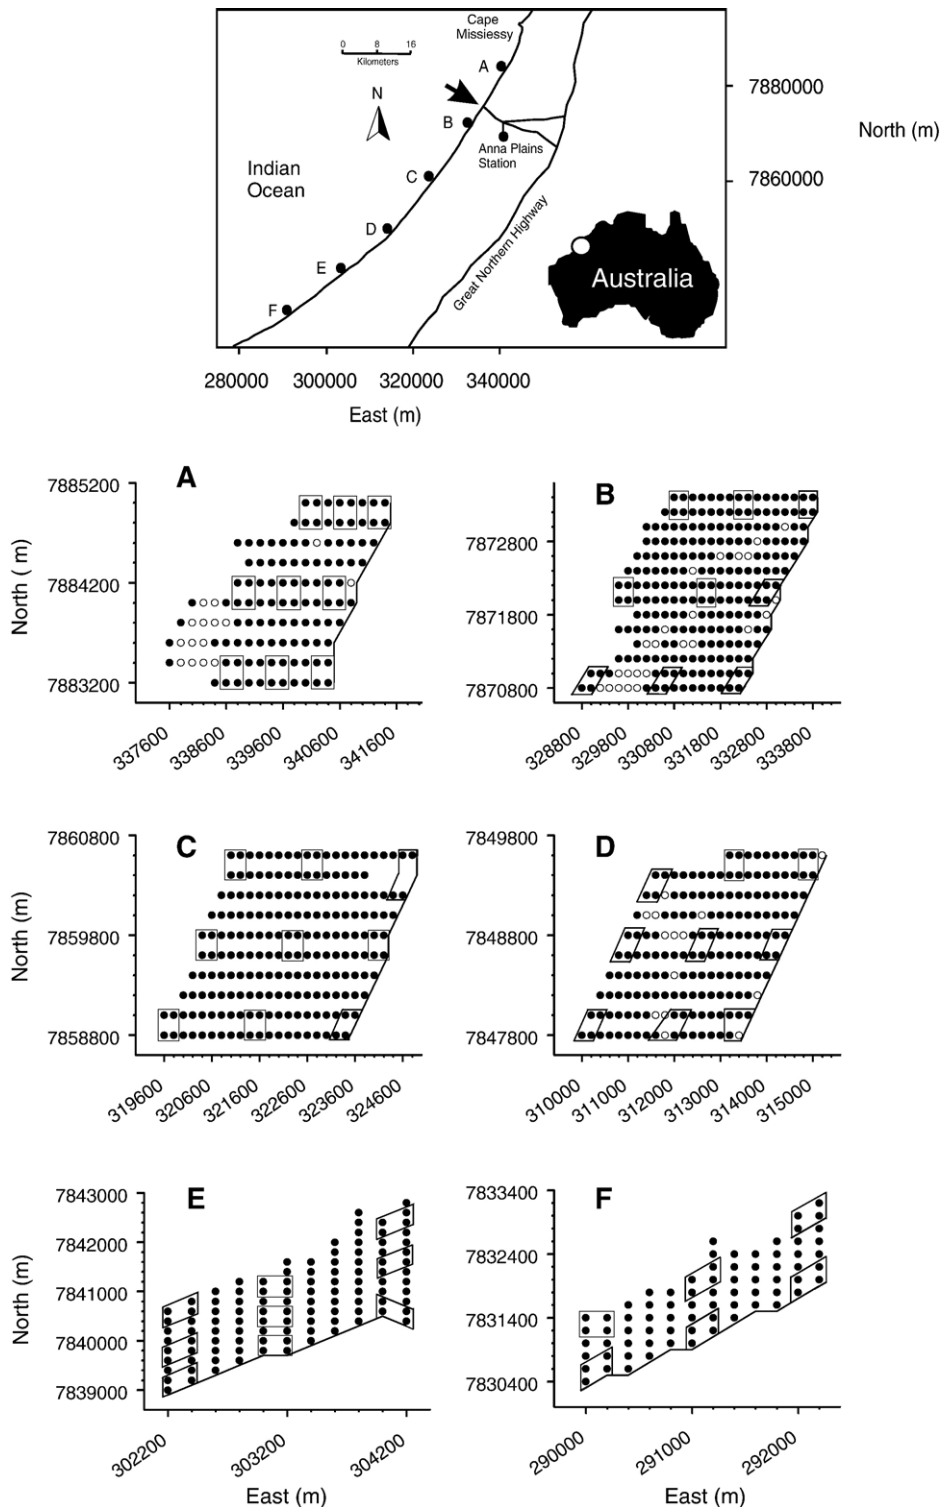 Cape
Missiessy
0 8 16
Kilometers
A
7880000
N
B
North (m)
Anna Plains
Station
Indian
Ocean
C
7860000
D
Great Northern Highway
E
Australia
F
280000 300000 320000 340000
East (m)
A
7885200
7884200
7883200
North ( m)
337600 338600 339600 340600 341600
B
7872800
7871800
7870800
328800 329800 330800 331800 332800 333800
C
7860800
7859800
7858800
North (m)
319600 320600 321600 322600 323600 324600
D
7849800
7848800
7847800
310000 311000 312000 313000 314000 315000
E
7843000
7842000
7841000
7840000
7839000
North (m)
302200 303200 304200
East (m)
F
7833400
7832400
7831400
7830400
290000 291000 292000
East (m)